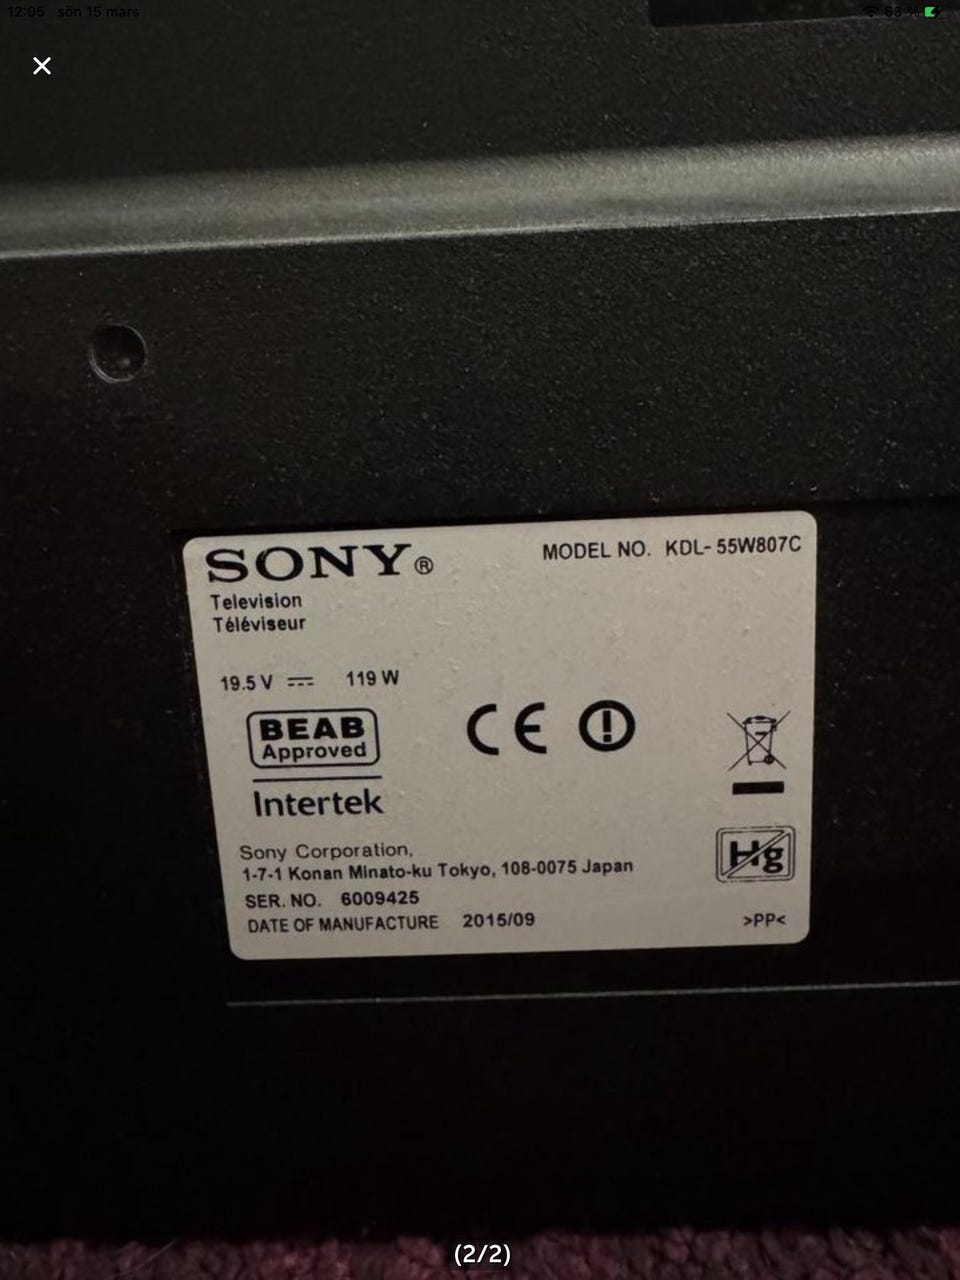 12:05 sön 15 mars
63 %
SONY®
MODEL NO. KDL-55W807C
Television
Téléviseur
19.5 V 119 W
BEAB
Approved
CE
Intertek
Hg
Sony Corporation,
1-7-1 Konan Minato-ku Tokyo, 108-0075 Japan
SER. NO. 6009425
DATE OF MANUFACTURE 2015/09
>PP<
(2/2)